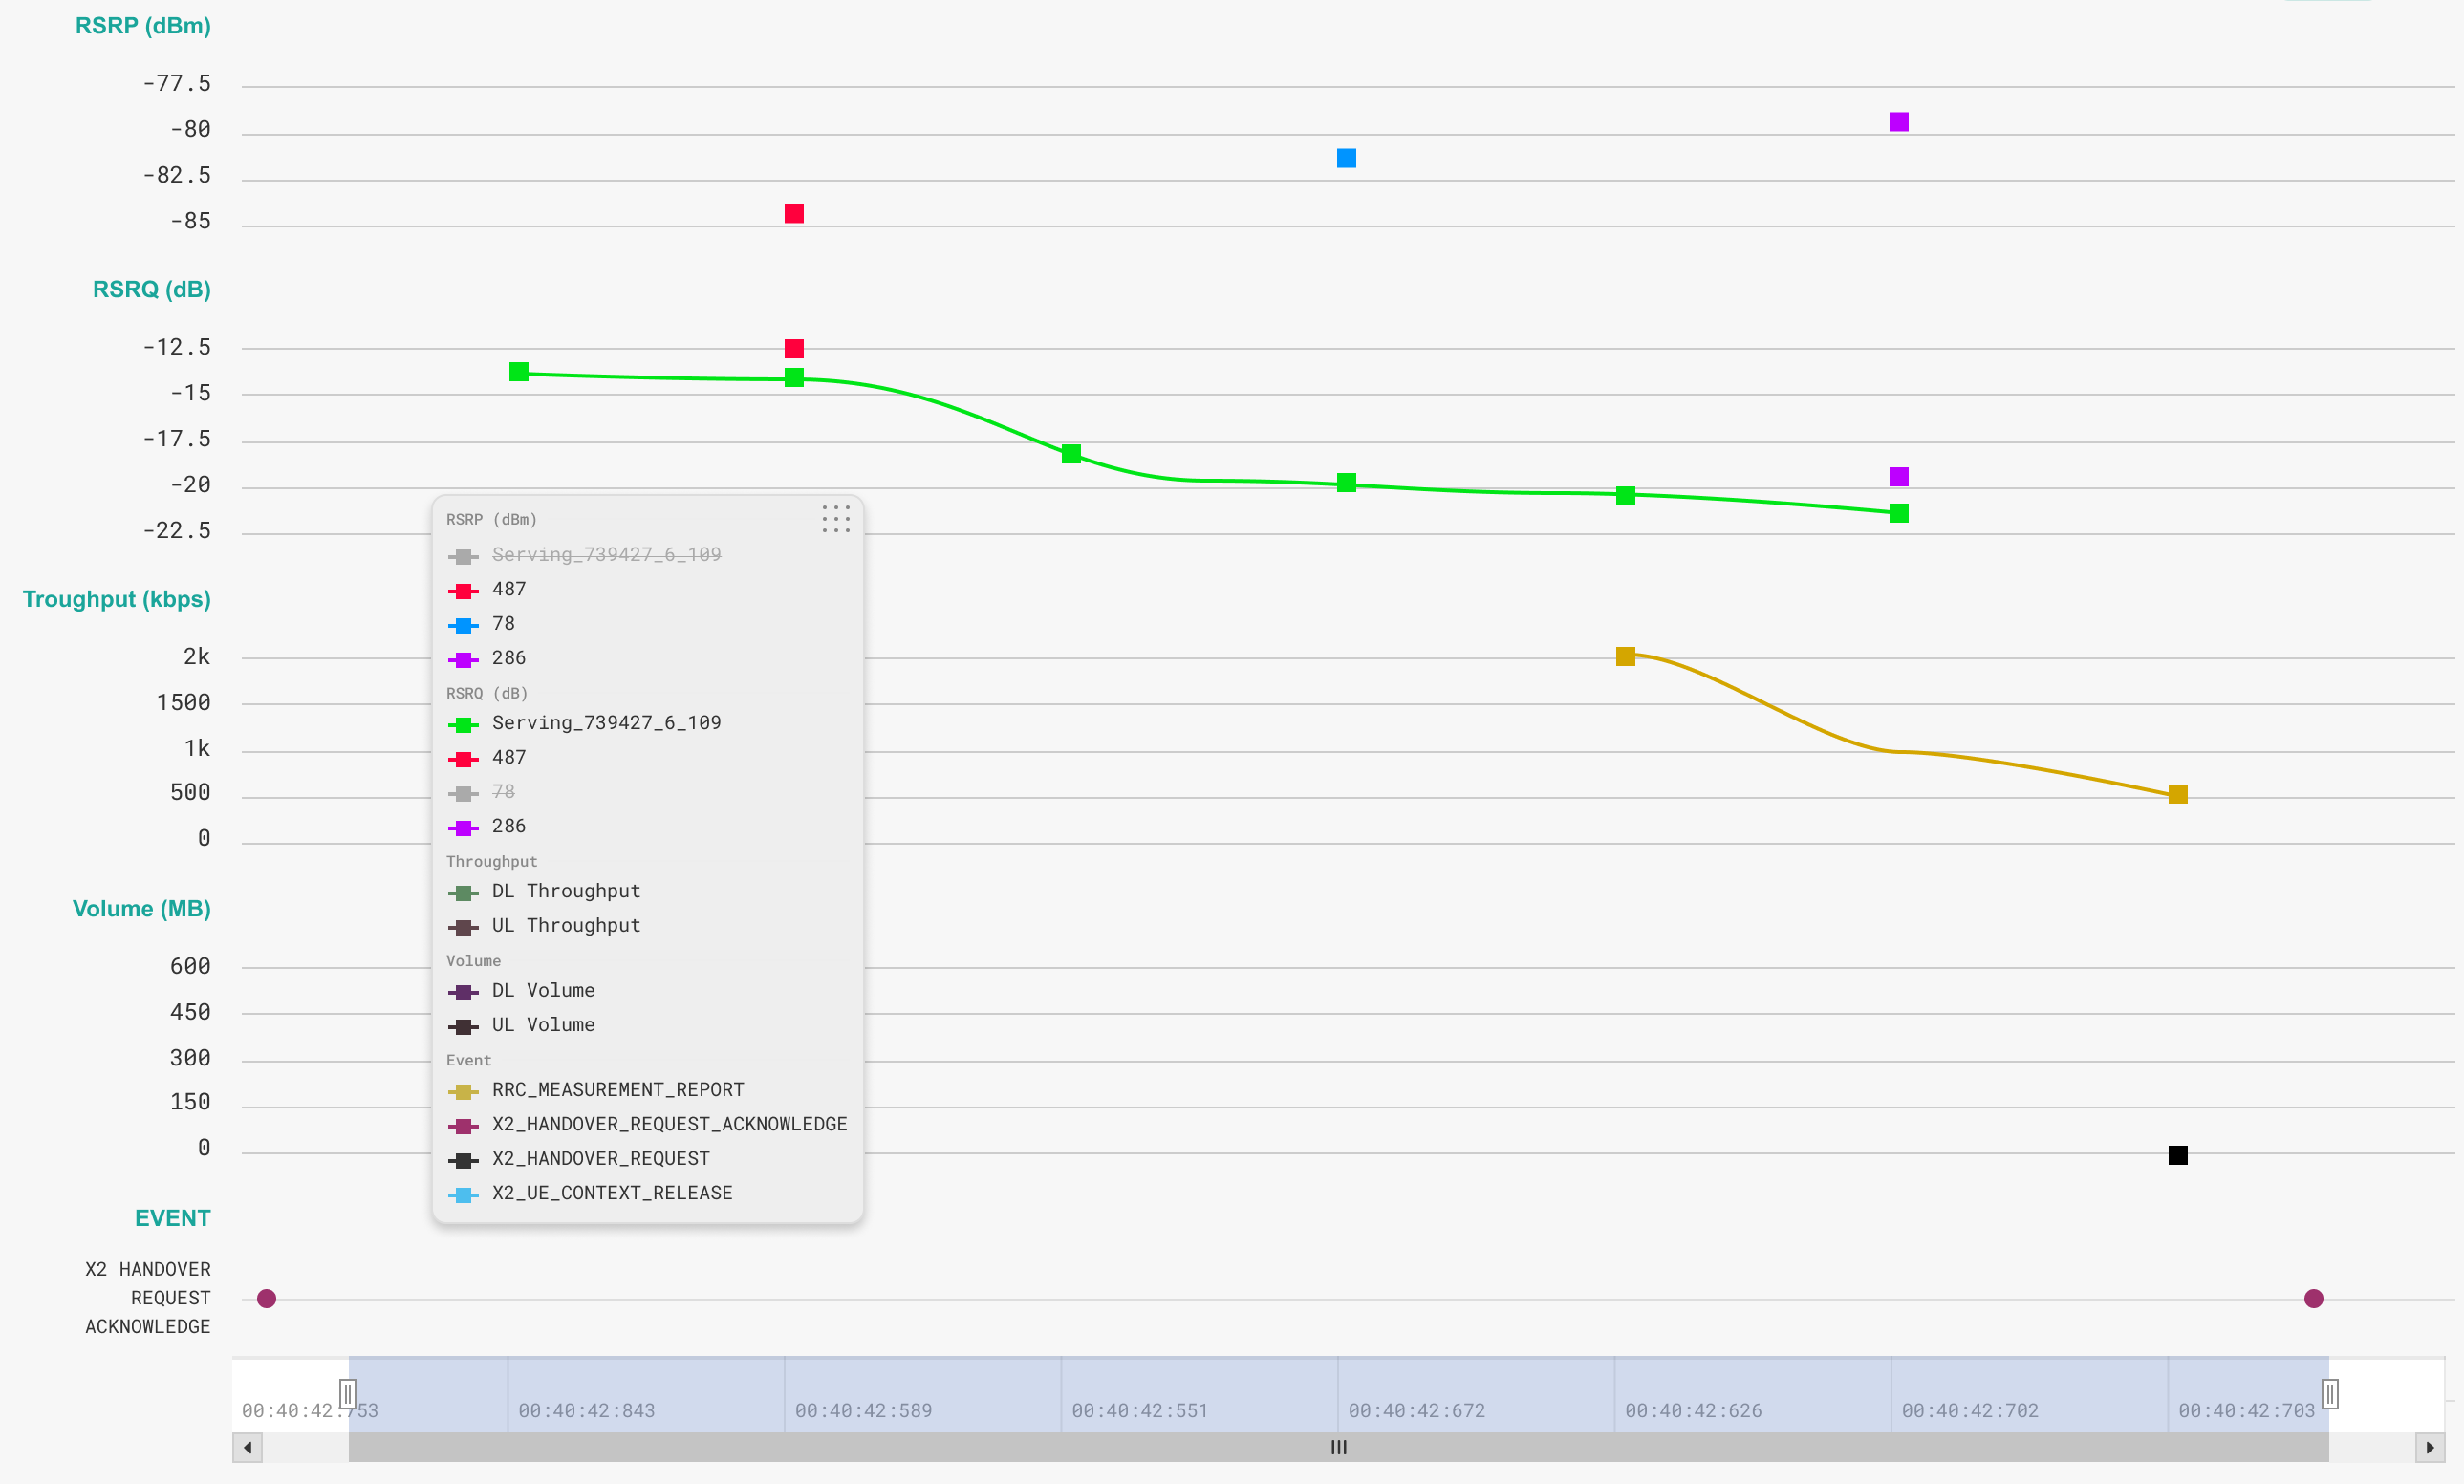 RSRP (dBm)
-77.5
-80
-82.5
-85
RSRQ (dB)
-12.5
-15
-17.5
-20
-22.5
Troughput (kbps)
2k
1500
1k
500
0
Volume (MB)
600
450
300
150
0
EVENT
X2 HANDOVER
REQUEST
ACKNOWLEDGE
RSRP (dBm)
Serving_739427_6_109
487
78
286
RSRQ (dB)
Serving_739427_6_109
487
78
286
Throughput
DL Throughput
UL Throughput
Volume
DL Volume
UL Volume
Event
RRC_MEASUREMENT_REPORT
X2_HANDOVER_REQUEST_ACKNOWLEDGE
X2_HANDOVER_REQUEST
X2_UE_CONTEXT_RELEASE
00:40:42:753 00:40:42:843 00:40:42:589 00:40:42:551 00:40:42:672 00:40:42:626 00:40:42:702 00:40:42:703